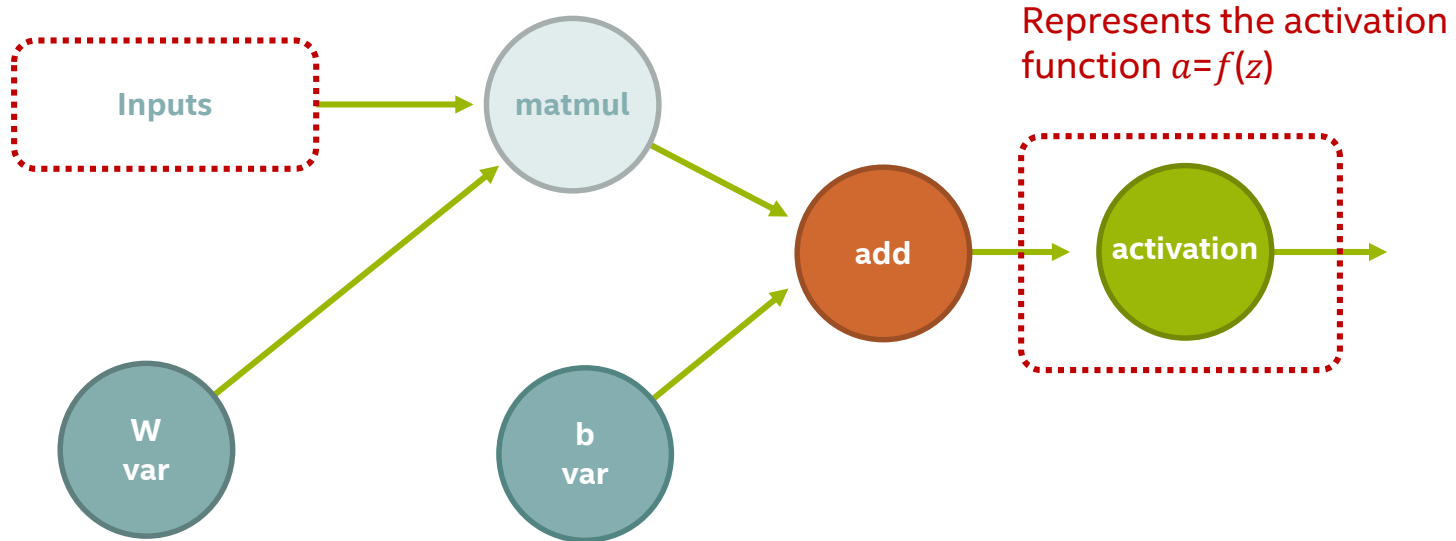 Represents the activation
function a=f(z)
Inputs
matmul
add
activation
W
var
b
var